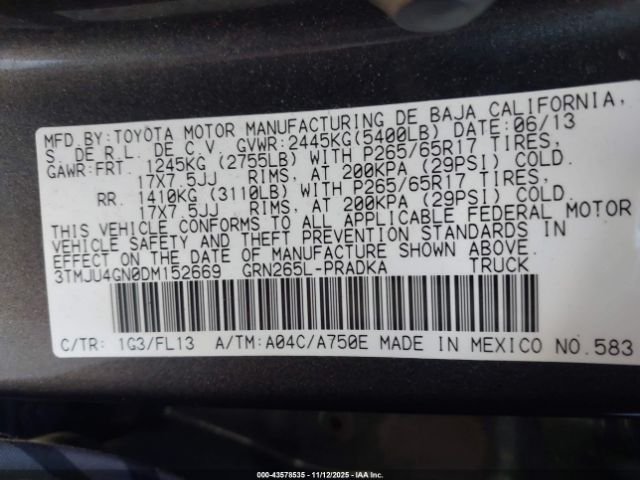 MFD.BY:TOYOTA MOTOR MANUFACTURING DE BAJA CALIFORNIA,
S. DE R.L. DE C.V. GVWR:2445KG(5400LB) DATE:06/13
GAWR:FRT. 1245KG (2755LB) WITH P265/65R17 TIRES,
17X7.5JJ RIMS, AT 200KPA (29PSI) COLD.
RR. 1410KG (3110LB) WITH P265/65R17 TIRES,
17X7.5JJ RIMS, AT 200KPA (29PSI) COLD.
THIS VEHICLE CONFORMS TO ALL APPLICABLE FEDERAL MOTOR
VEHICLE SAFETY AND THEFT PREVENTION STANDARDS IN
EFFECT ON THE DATE OF MANUFACTURE SHOWN ABOVE.
3TMJU4GN0DM152669 GRN265L-PRADKA TRUCK
C/TR: 1G3/FL13 A/TM:A04C/A750E MADE IN MEXICO NO.583
000-43578535 - 11/12/2025 - IAA Inc.